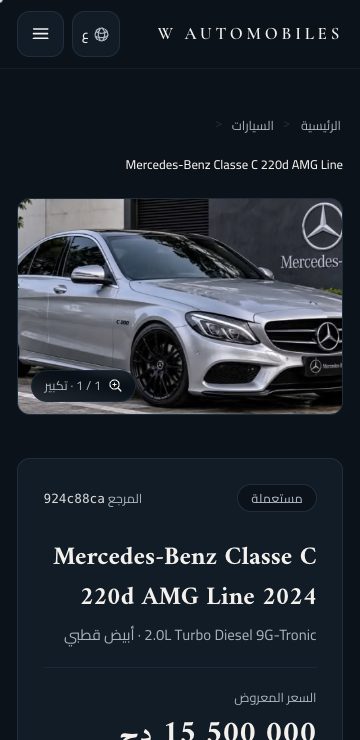 W AUTOMOBILES
ع
الرئيسية > السيارات >
Mercedes-Benz Classe C 220d AMG Line
Mercedes-
C 200
1 / 1 · تكبير
مستعملة
المرجع 924c88ca
Mercedes-Benz Classe C
220d AMG Line 2024
2.0L Turbo Diesel 9G-Tronic · أبيض قطبي
السعر المعروض
15 500 000 دج